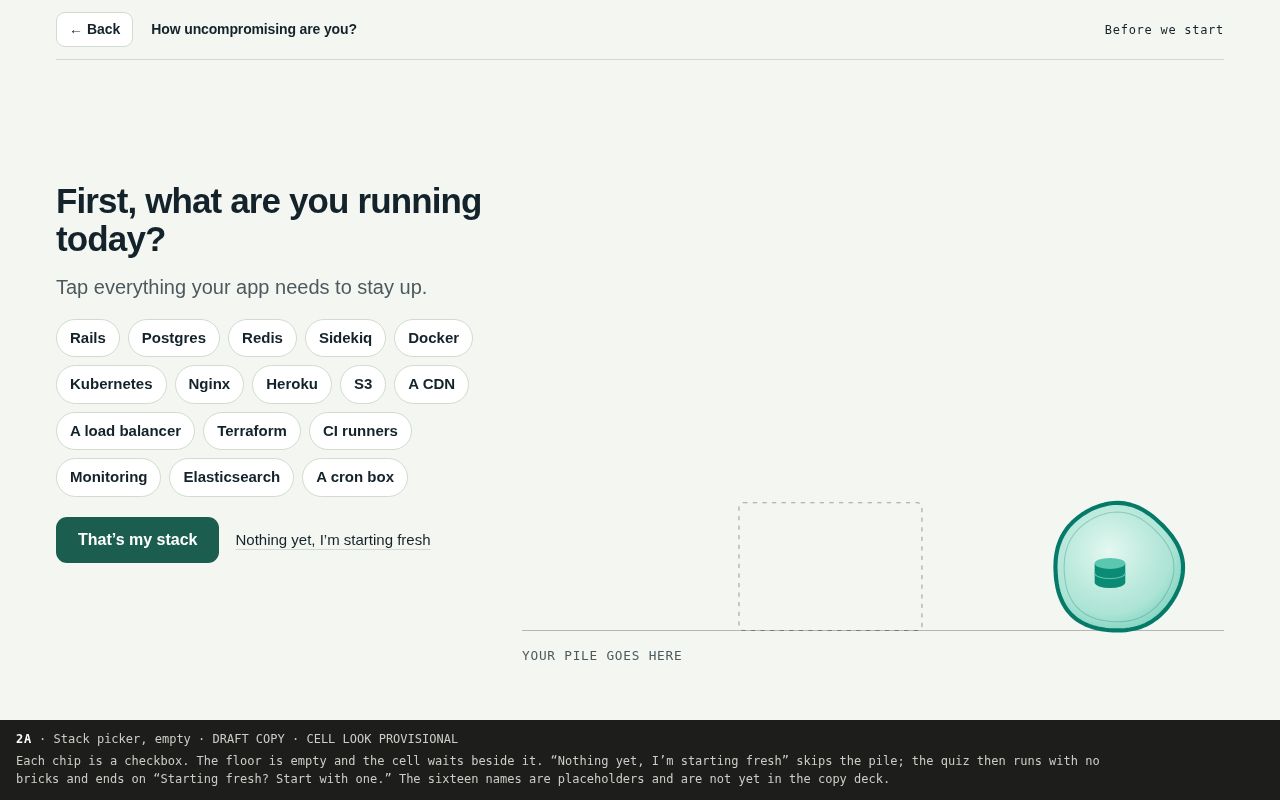 ← Back
How uncompromising are you?
Before we start
First, what are you running
today?
Tap everything your app needs to stay up.
Rails
Postgres
Redis
Sidekiq
Docker
Kubernetes
Nginx
Heroku
S3
A CDN
A load balancer
Terraform
CI runners
Monitoring
Elasticsearch
A cron box
That’s my stack
Nothing yet, I’m starting fresh
YOUR PILE GOES HERE
2A · Stack picker, empty · DRAFT COPY · CELL LOOK PROVISIONAL
Each chip is a checkbox. The floor is empty and the cell waits beside it. “Nothing yet, I’m starting fresh” skips the pile; the quiz then runs with no
bricks and ends on “Starting fresh? Start with one.” The sixteen names are placeholders and are not yet in the copy deck.